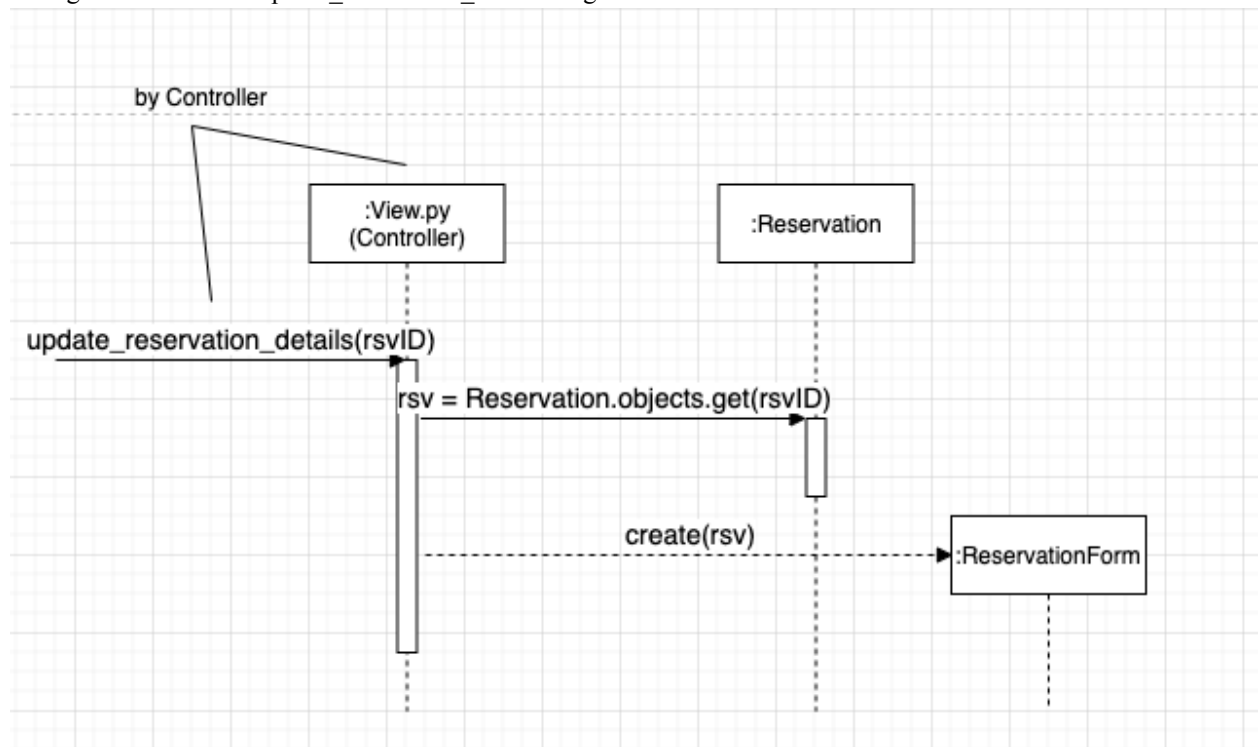 by Controller
:View.py
(Controller)
:Reservation
update_reservation_details(rsvID)
rsv = Reservation.objects.get(rsvID)
create(rsv)
:ReservationForm